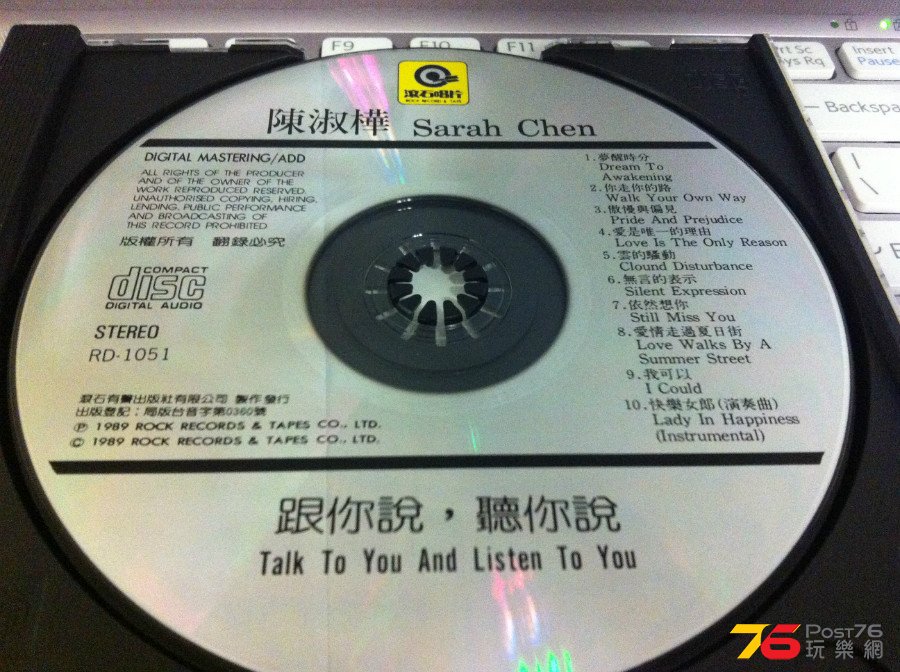 F9
F10
F11
Prt Sc
Sys Rq
Insert
Pause
Backspa
滾石唱片
ROCK RECORDS & TAPES
陳淑樺 Sarah Chen
DIGITAL MASTERING/ADD
ALL RIGHTS OF THE PRODUCER
AND OF THE OWNER OF THE
WORK REPRODUCED RESERVED.
UNAUTHORISED COPYING, HIRING,
LENDING, PUBLIC PERFORMANCE
AND BROADCASTING OF
THIS RECORD PROHIBITED
版權所有 翻錄必究
COMPACT
disc
DIGITAL AUDIO
STEREO
RD-1051
滾石有聲出版社有限公司 製作發行
出版登記:局版台音字第0360號
Ⓟ 1989 ROCK RECORDS & TAPES CO., LTD.
© 1989 ROCK RECORDS & TAPES CO., LTD.
1.夢醒時分
Dream To
Awakening
2.你走你的路
Walk Your Own Way
3.傲慢與偏見
Pride And Prejudice
4.愛是唯一的理由
Love Is The Only Reason
5.雲的騷動
Clound Disturbance
6.無言的表示
Silent Expression
7.依然想你
Still Miss You
8.愛情走過夏日街
Love Walks By A
Summer Street
9.我可以
I Could
10.快樂女郎(演奏曲)
Lady In Happiness
(Instrumental)
跟你說,聽你說
Talk To You And Listen To You
76 Post76
玩樂網